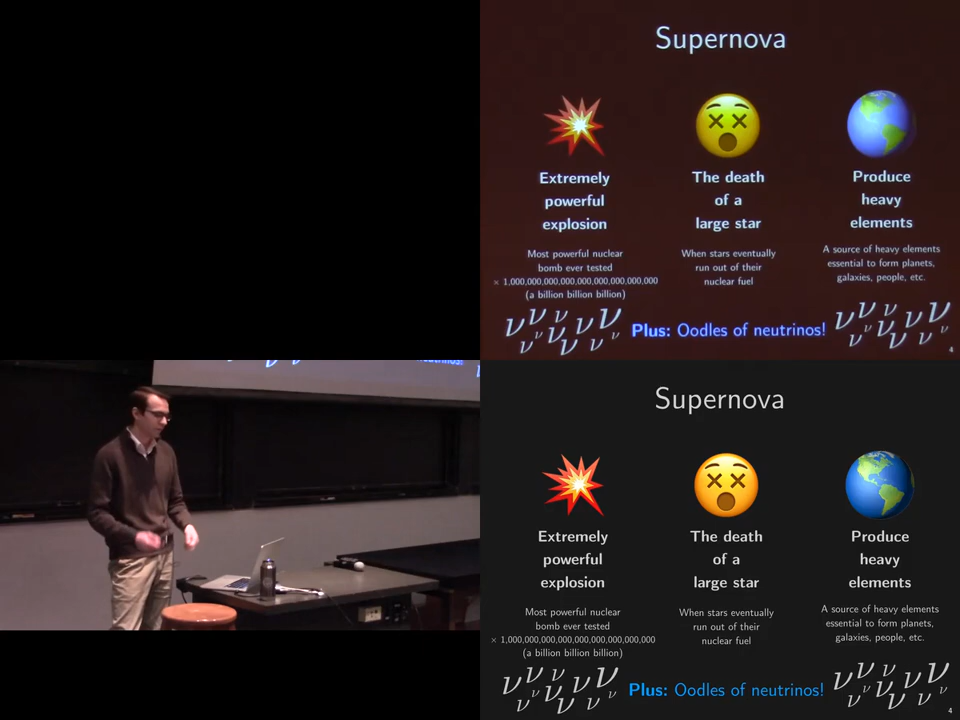 Supernova
Extremely
powerful
explosion
Most powerful nuclear
bomb ever tested
× 1,000,000,000,000,000,000,000,000,000
(a billion billion billion)
The death
of a
large star
When stars eventually
run out of their
nuclear fuel
Produce
heavy
elements
A source of heavy elements
essential to form planets,
galaxies, people, etc.
ν ν ν ν ν ν ν ν ν ν
Plus: Oodles of neutrinos!
ν ν ν ν ν ν ν ν ν ν
4
neutrinos!
Supernova
Extremely
powerful
explosion
Most powerful nuclear
bomb ever tested
× 1,000,000,000,000,000,000,000,000,000
(a billion billion billion)
The death
of a
large star
When stars eventually
run out of their
nuclear fuel
Produce
heavy
elements
A source of heavy elements
essential to form planets,
galaxies, people, etc.
ν ν ν ν ν ν ν ν ν ν
Plus: Oodles of neutrinos!
ν ν ν ν ν ν ν ν ν ν
4